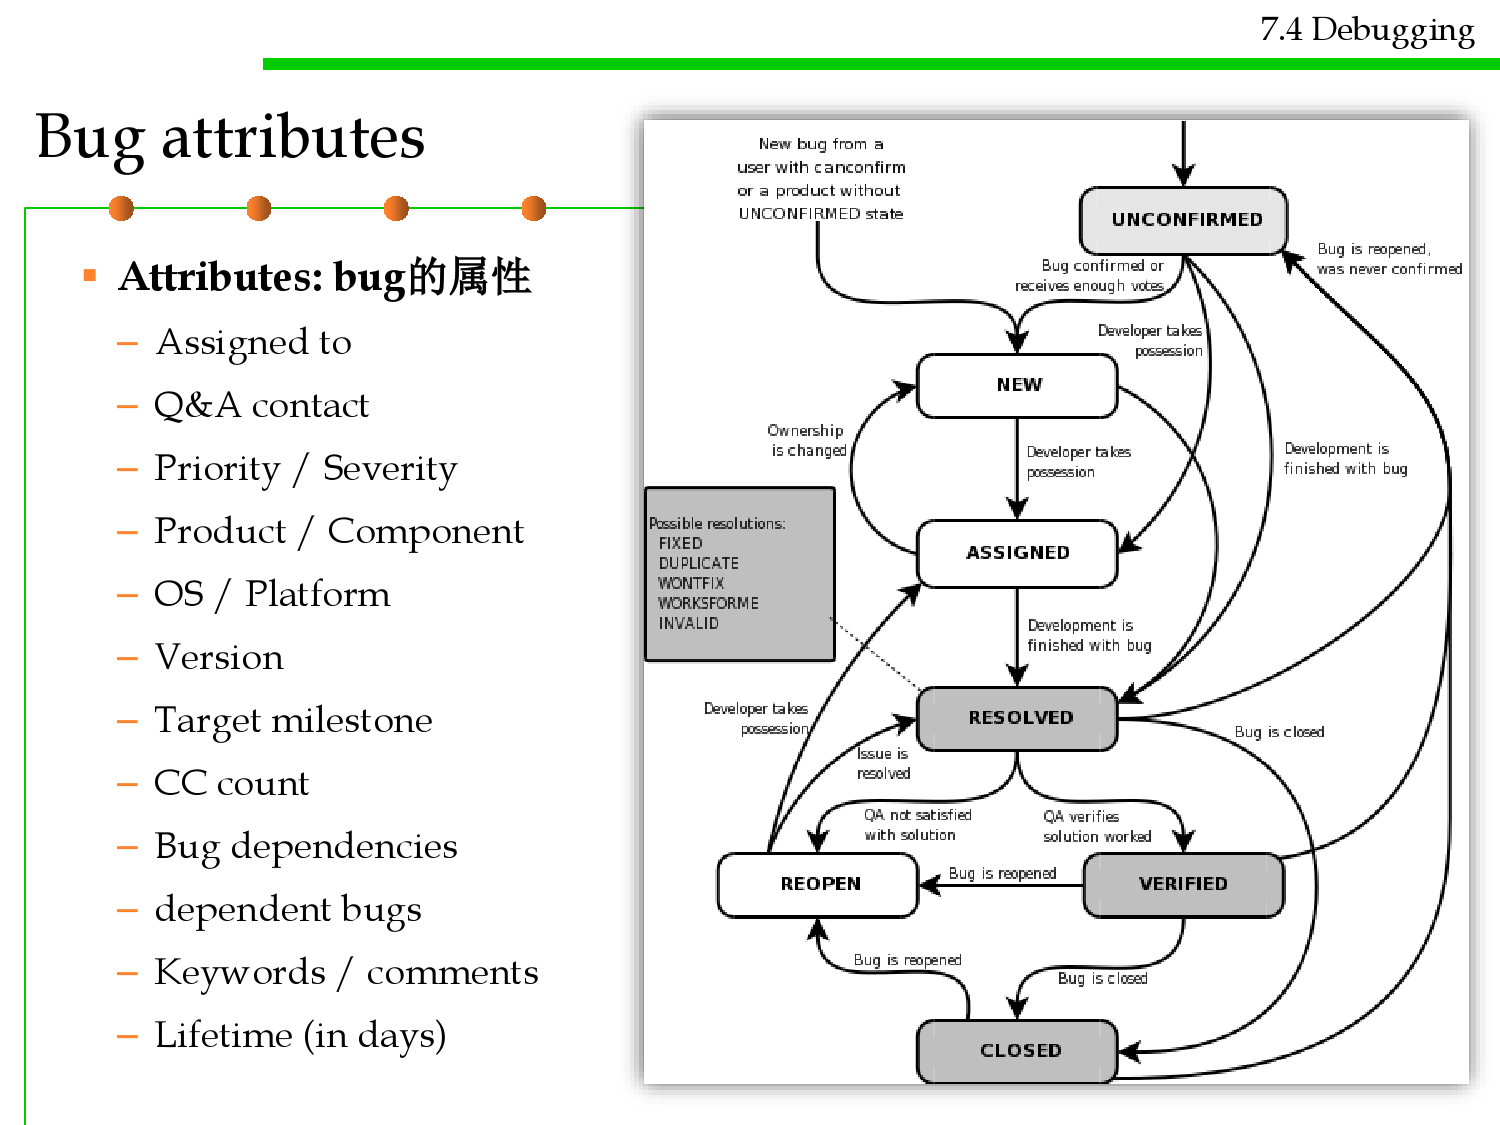 7.4 Debugging
Bug attributes
Attributes: bug的属性
– Assigned to
– Q&A contact
– Priority / Severity
– Product / Component
– OS / Platform
– Version
– Target milestone
– CC count
– Bug dependencies
– dependent bugs
– Keywords / comments
– Lifetime (in days)
New bug from a
user with canconfirm
or a product without
UNCONFIRMED state
UNCONFIRMED
Bug is reopened,
was never confirmed
Bug confirmed or
receives enough votes
Developer takes
possession
NEW
Ownership
is changed
Developer takes
possession
Development is
finished with bug
Possible resolutions:
FIXED
DUPLICATE
WONTFIX
WORKSFORME
INVALID
ASSIGNED
Development is
finished with bug
RESOLVED
Developer takes
possession
Bug is closed
Issue is
resolved
QA not satisfied
with solution
QA verifies
solution worked
REOPEN
Bug is reopened
VERIFIED
Bug is reopened
Bug is closed
CLOSED